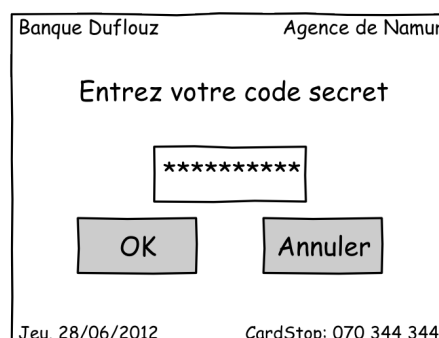 Banque Duflouz Agence de Namur
Entrez votre code secret
**********
OK Annuler
Jeu. 28/06/2012 CardStop: 070 344 344